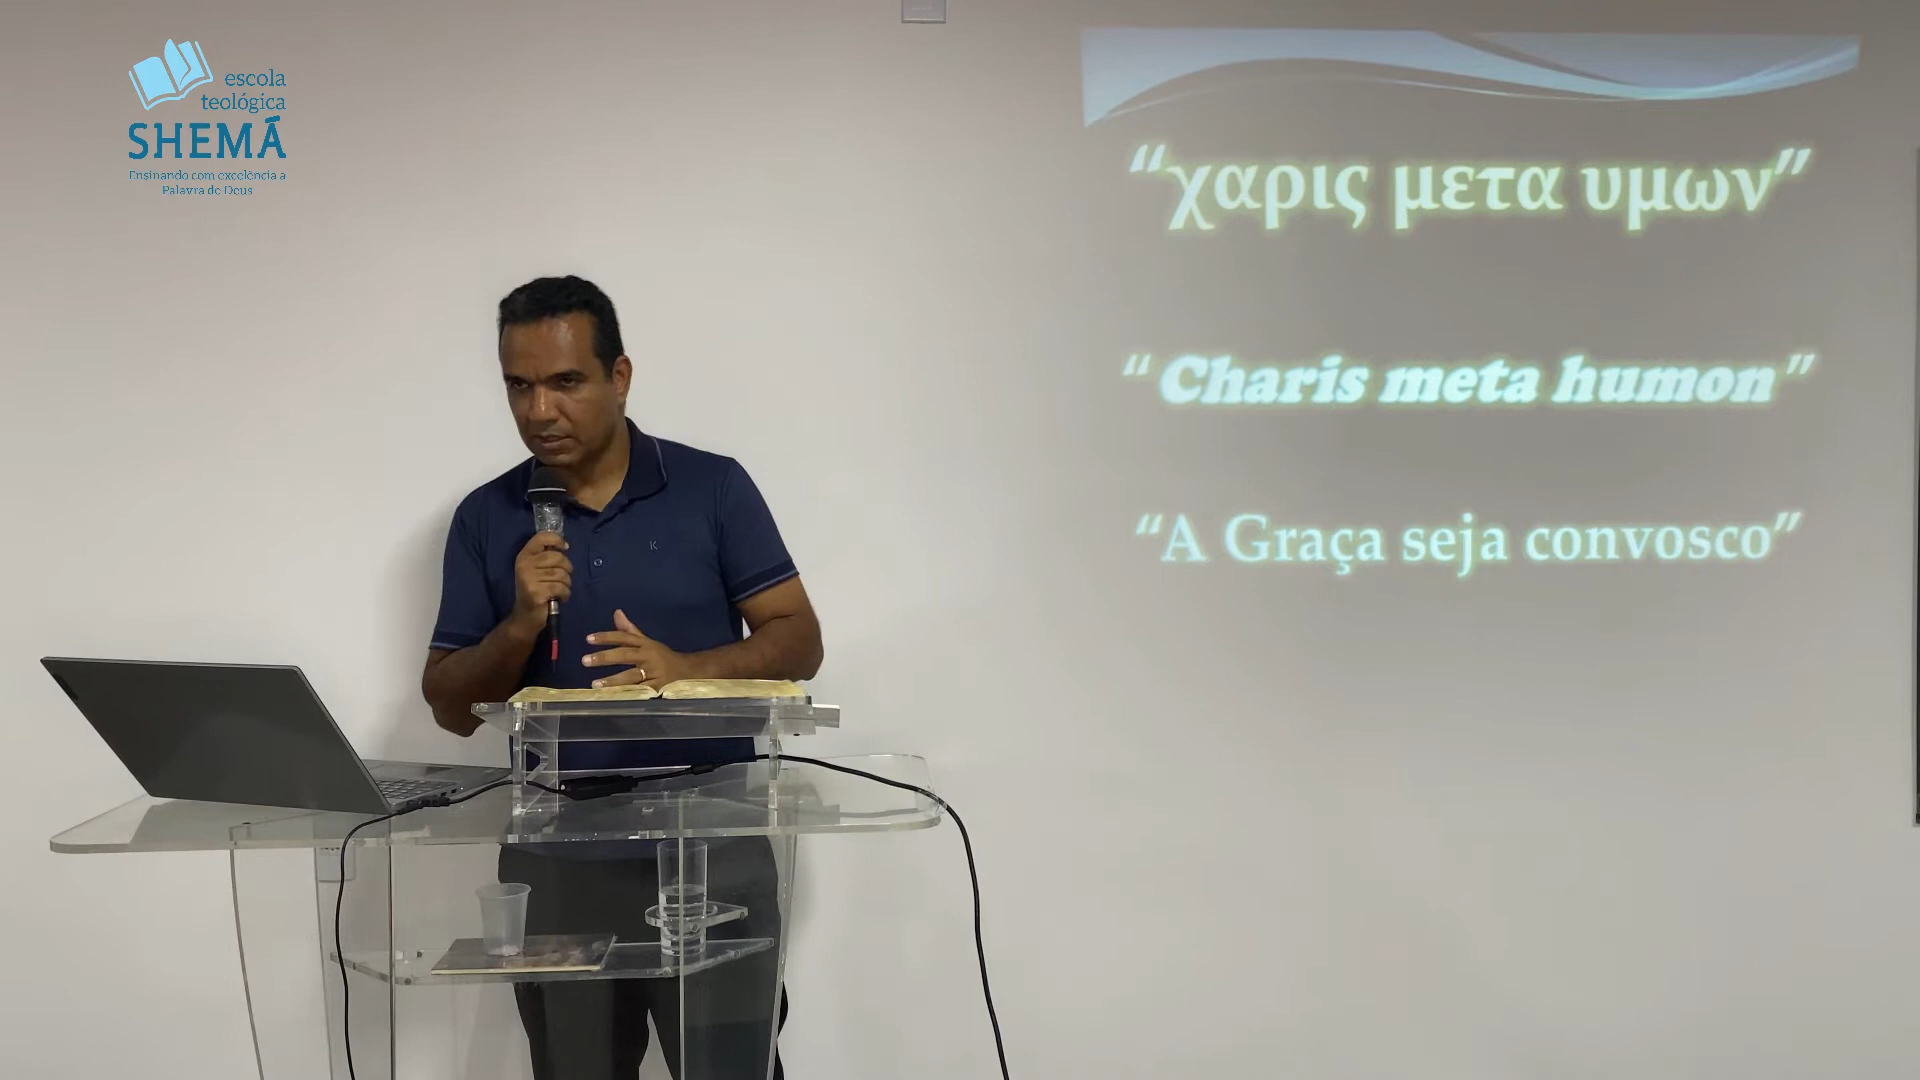 escola
teológica
SHEMÁ
Ensinando com excelência a
Palavra de Deus
“χαρις μετα υμων”
“Charis meta humon”
“A Graça seja convosco”
K